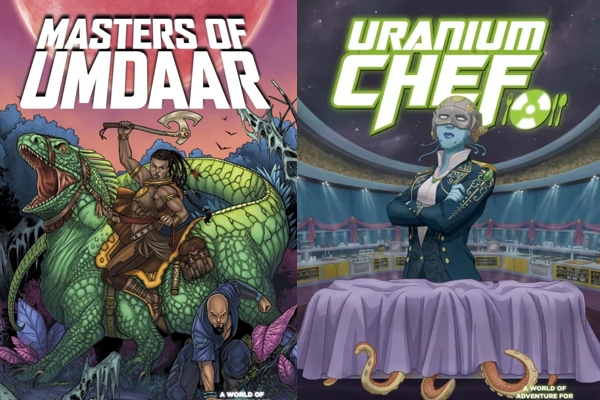 MASTERS OF
UMDAAR
A WORLD OF
URANIUM
CHEF
A WORLD OF
ADVENTURE FOR